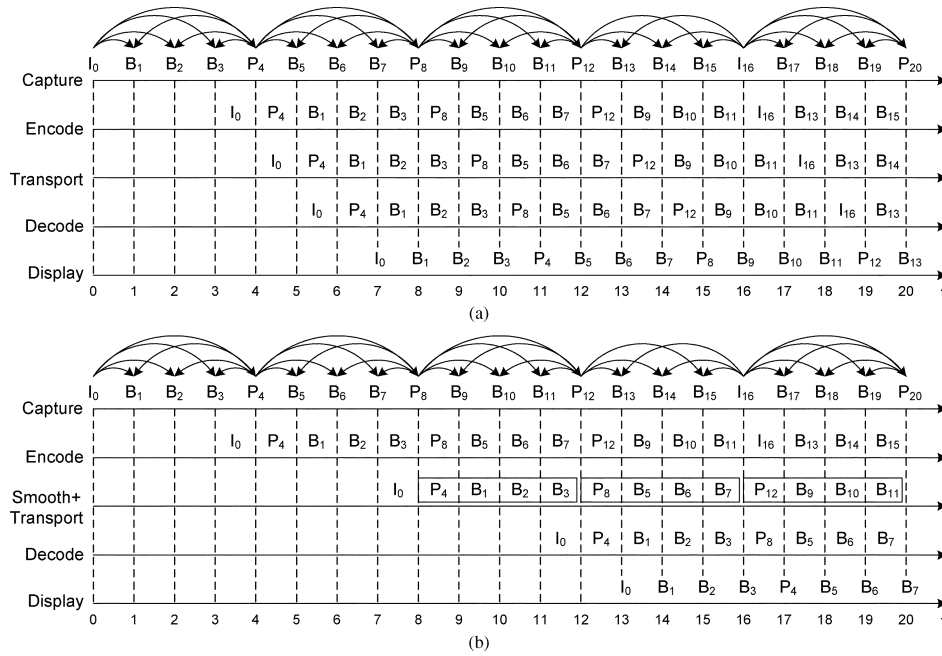 I0 B1 B2 B3 P4 B5 B6 B7 P8 B9 B10 B11 P12 B13 B14 B15 I16 B17 B18 B19 P20
Capture
I0 P4 B1 B2 B3 P8 B5 B6 B7 P12 B9 B10 B11 I16 B13 B14 B15
Encode
I0 P4 B1 B2 B3 P8 B5 B6 B7 P12 B9 B10 B11 I16 B13 B14
Transport
I0 P4 B1 B2 B3 P8 B5 B6 B7 P12 B9 B10 B11 I16 B13
Decode
I0 B1 B2 B3 P4 B5 B6 B7 P8 B9 B10 B11 P12 B13
Display
0 1 2 3 4 5 6 7 8 9 10 11 12 13 14 15 16 17 18 19 20
(a)
I0 B1 B2 B3 P4 B5 B6 B7 P8 B9 B10 B11 P12 B13 B14 B15 I16 B17 B18 B19 P20
Capture
I0 P4 B1 B2 B3 P8 B5 B6 B7 P12 B9 B10 B11 I16 B13 B14 B15
Encode
I0 P4 B1 B2 B3 P8 B5 B6 B7 P12 B9 B10 B11
Smooth+
Transport
I0 P4 B1 B2 B3 P8 B5 B6 B7
Decode
I0 B1 B2 B3 P4 B5 B6 B7
Display
0 1 2 3 4 5 6 7 8 9 10 11 12 13 14 15 16 17 18 19 20
(b)